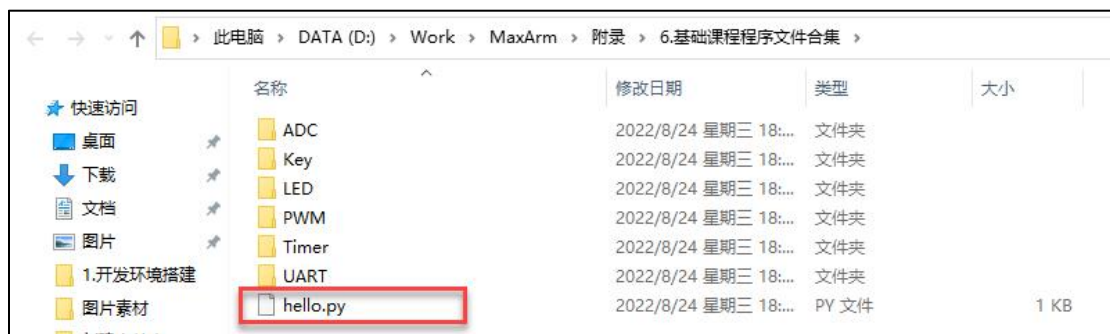 此电脑 > DATA (D:) > Work > MaxArm > 附录 > 6.基础课程程序文件合集 >
名称 修改日期 类型 大小
快速访问
桌面
下载
文档
图片
1.开发环境搭建
图片素材
ADC 2022/8/24 星期三 18:... 文件夹
Key 2022/8/24 星期三 18:... 文件夹
LED 2022/8/24 星期三 18:... 文件夹
PWM 2022/8/24 星期三 18:... 文件夹
Timer 2022/8/24 星期三 18:... 文件夹
UART 2022/8/24 星期三 18:... 文件夹
hello.py 2022/8/24 星期三 18:... PY 文件 1 KB